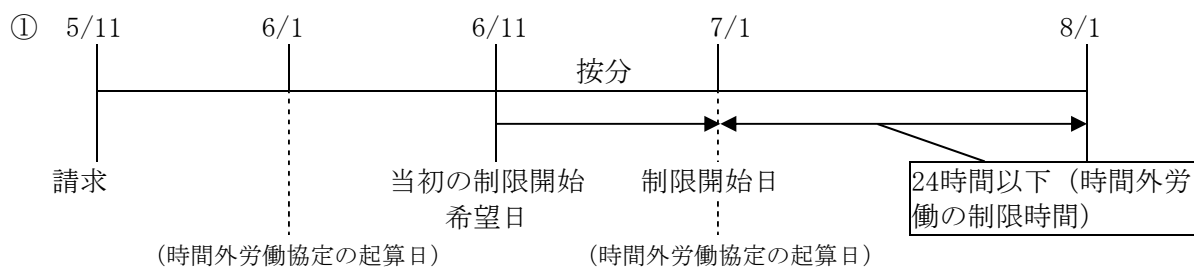 ① 5/11 6/1 6/11 7/1 8/1
按分
請求
当初の制限開始
希望日
制限開始日
24時間以下（時間外労
働の制限時間）
（時間外労働協定の起算日）
（時間外労働協定の起算日）